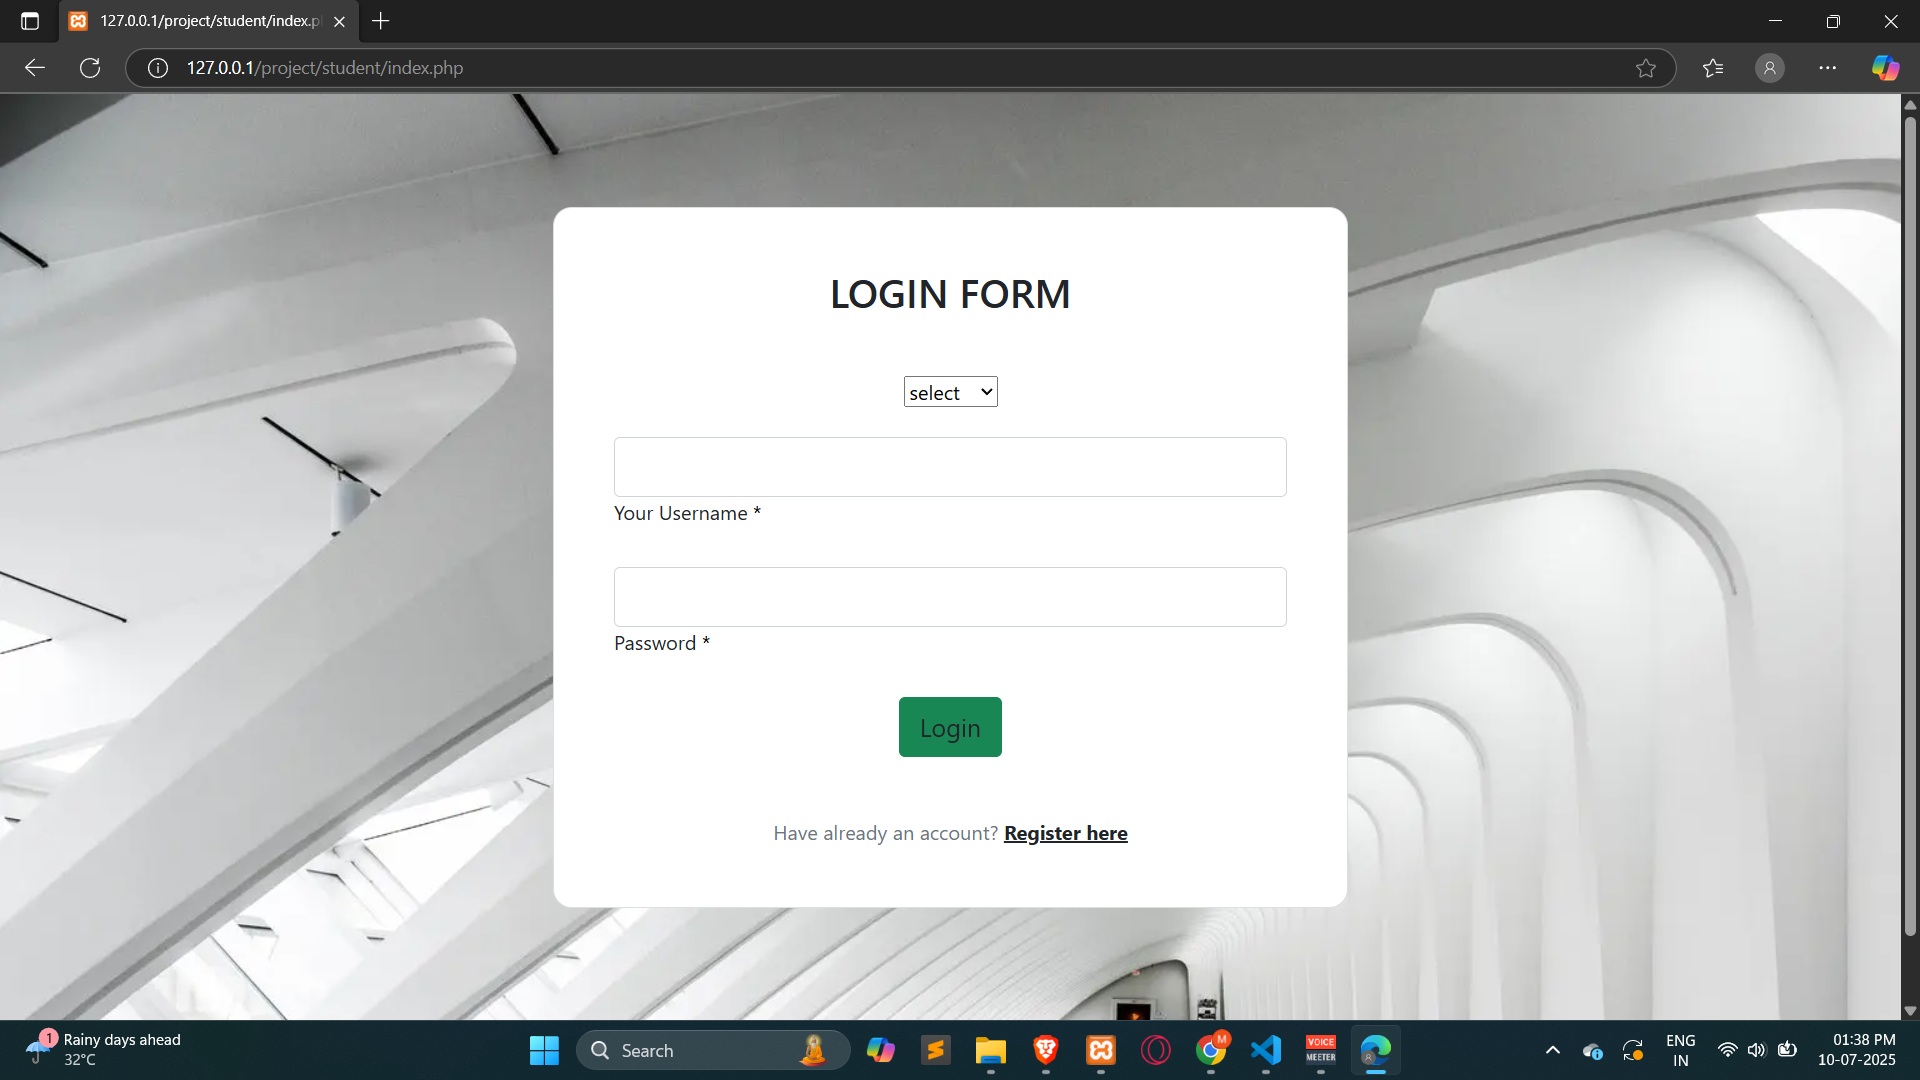 127.0.0.1/project/student/index.p
127.0.0.1/project/student/index.php
LOGIN FORM
select
Your Username *
Password *
Login
Have already an account? Register here
1
Rainy days ahead
32°C
Search
M
VOICE
MEETER
ENG
IN
01:38 PM
10-07-2025